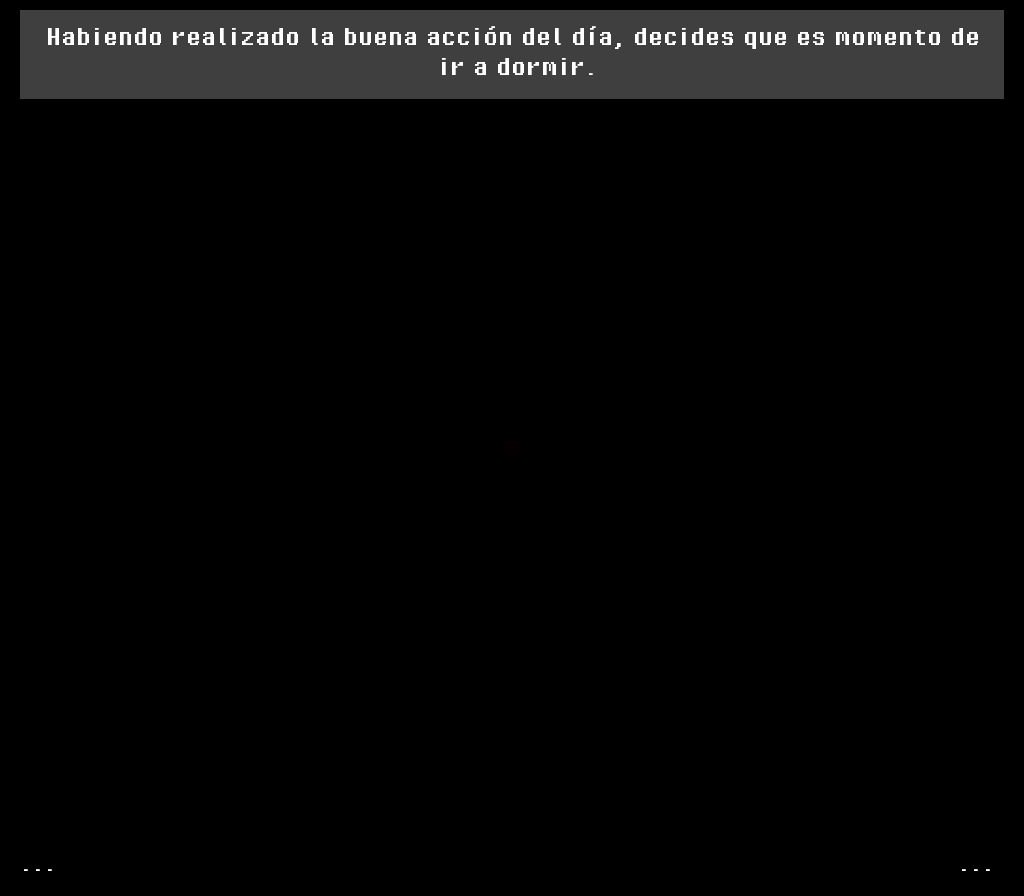 Habiendo realizado la buena acción del día, decides que es momento de
ir a dormir.
--- ---